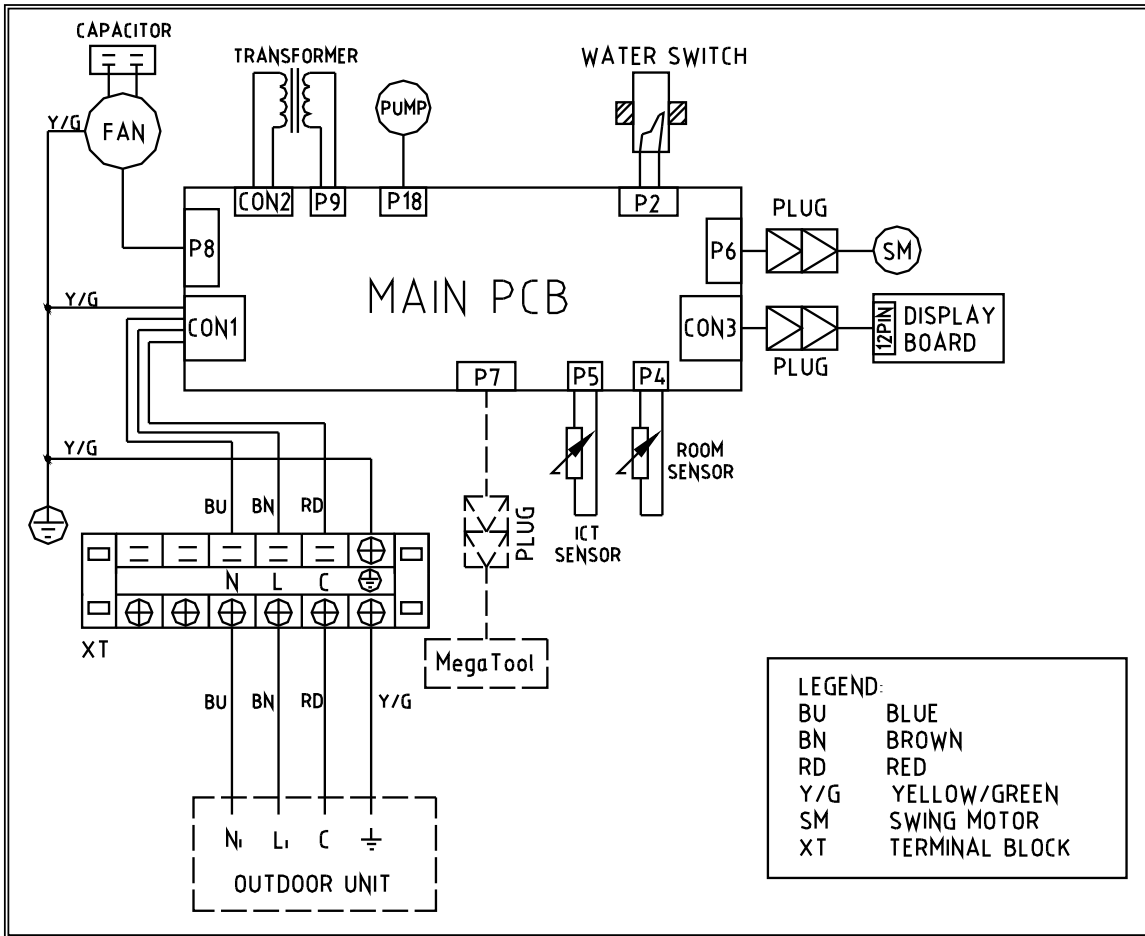 CAPACITOR
TRANSFORMER
WATER SWITCH
Y/G
FAN
PUMP
CON2
P9
P18
P2
PLUG
P8
P6
SM
MAIN PCB
Y/G
CON1
CON3
12PIN
DISPLAY
BOARD
PLUG
P7
P5
P4
Y/G
ROOM
SENSOR
BU
BN
RD
PLUG
ICT
SENSOR
N
L
C
XT
MegaTool
BU
BN
RD
Y/G
N1
L1
C
OUTDOOR UNIT
LEGEND:
BU BLUE
BN BROWN
RD RED
Y/G YELLOW/GREEN
SM SWING MOTOR
XT TERMINAL BLOCK